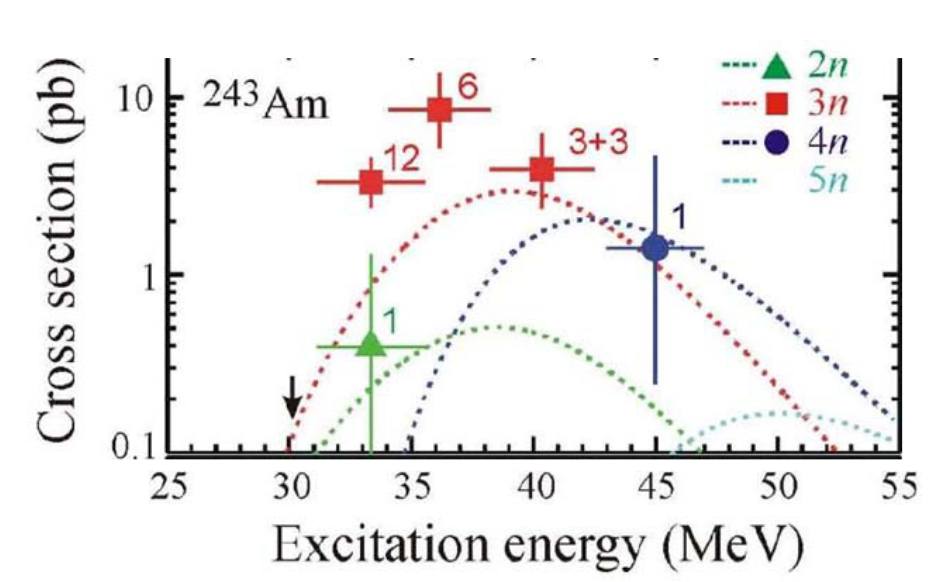 10
243Am
6
12
3+3
2n
3n
4n
5n
1
1
1
0.1
25 30 35 40 45 50 55
Cross section (pb)
Excitation energy (MeV)